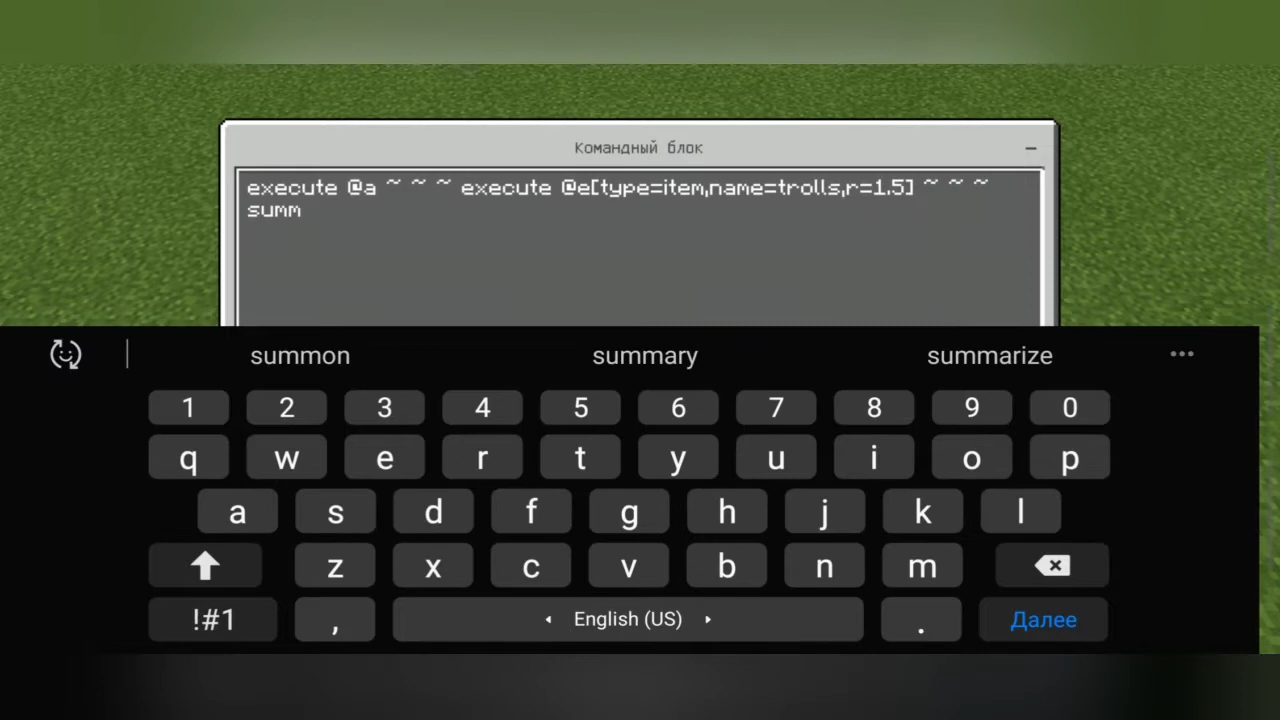 Командный блок
execute @a ~ ~ ~ execute @e[type=item,name=trolls,r=1.5] ~ ~ ~
summ
summon summary summarize
1 2 3 4 5 6 7 8 9 0
q w e r t y u i o p
a s d f g h j k l
z x c v b n m
!#1 , English (US) . Далее